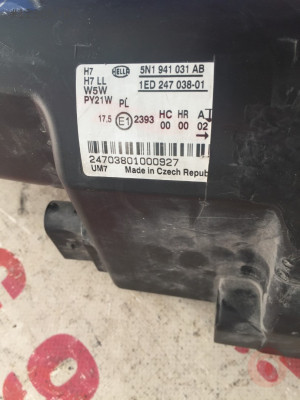 H7
H7 LL
W5W
PY21W
HELLA
5N1 941 031 AB
1ED 247 038-01
PL
17.5 E1 2393
HC HR A
00 00 02
24703801000927
UM7 Made in Czech Repub